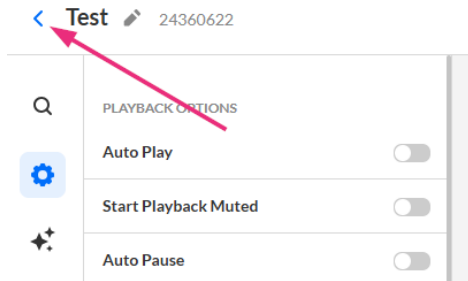 Test 24360622
PLAYBACK OPTIONS
Auto Play
Start Playback Muted
Auto Pause